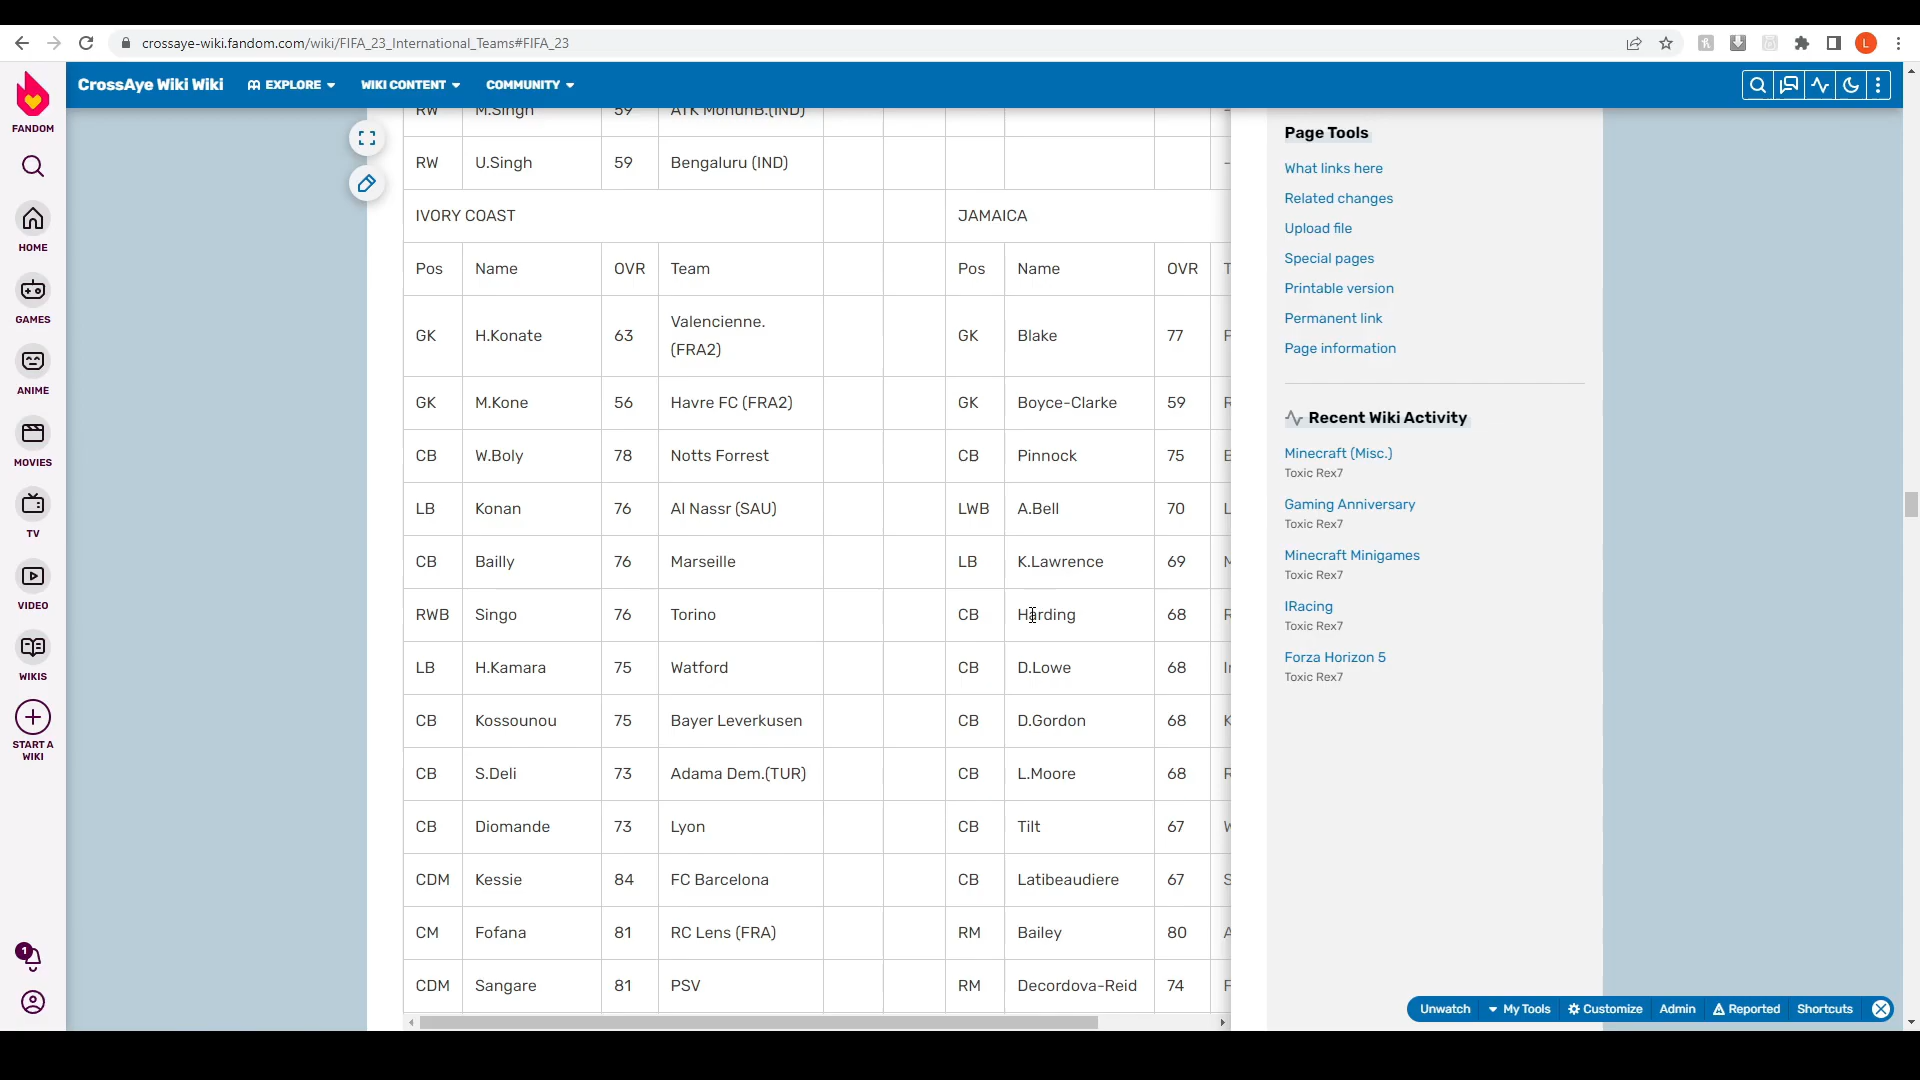 crossaye-wiki.fandom.com/wiki/FIFA_23_International_Teams#FIFA_23
L
FANDOM
HOME
GAMES
ANIME
MOVIES
TV
VIDEO
WIKIS
START A
WIKI
1
CrossAye Wiki Wiki EXPLORE WIKI CONTENT COMMUNITY
RW M.Singh 59 ATK MohunB.(IND) -
RW U.Singh 59 Bengaluru (IND) -
IVORY COAST JAMAICA
Pos Name OVR Team Pos Name OVR
GK H.Konate 63 Valencienne.
(FRA2) GK Blake 77
GK M.Kone 56 Havre FC (FRA2) GK Boyce-Clarke 59
CB W.Boly 78 Notts Forrest CB Pinnock 75
LB Konan 76 Al Nassr (SAU) LWB A.Bell 70
CB Bailly 76 Marseille LB K.Lawrence 69
RWB Singo 76 Torino CB Harding 68
LB H.Kamara 75 Watford CB D.Lowe 68
CB Kossounou 75 Bayer Leverkusen CB D.Gordon 68
CB S.Deli 73 Adama Dem.(TUR) CB L.Moore 68
CB Diomande 73 Lyon CB Tilt 67
CDM Kessie 84 FC Barcelona CB Latibeaudiere 67
CM Fofana 81 RC Lens (FRA) RM Bailey 80
CDM Sangare 81 PSV RM Decordova-Reid 74
Page Tools
What links here
Related changes
Upload file
Special pages
Printable version
Permanent link
Page information
Recent Wiki Activity
Minecraft (Misc.)
Toxic Rex7
Gaming Anniversary
Toxic Rex7
Minecraft Minigames
Toxic Rex7
IRacing
Toxic Rex7
Forza Horizon 5
Toxic Rex7
Unwatch My Tools Customize Admin Reported Shortcuts